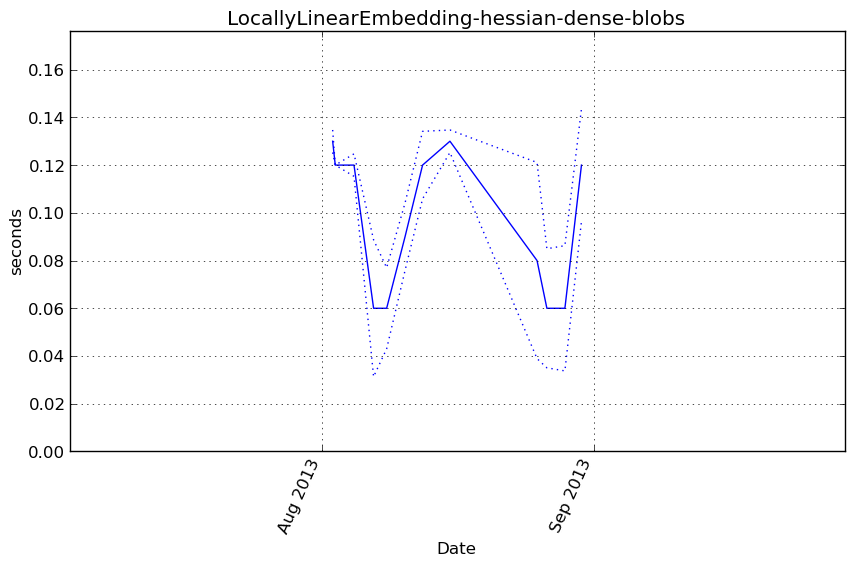 LocallyLinearEmbedding-hessian-dense-blobs
0.16
0.14
0.12
0.10
0.08
0.06
0.04
0.02
0.00
seconds
Aug 2013
Sep 2013
Date